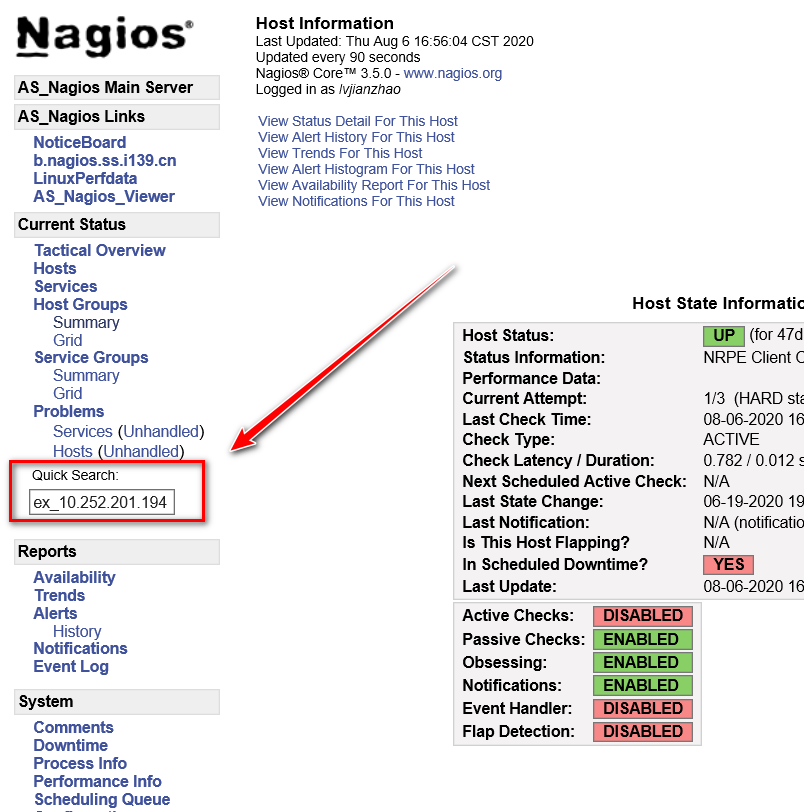 Nagios®
AS_Nagios Main Server
AS_Nagios Links
NoticeBoard
b.nagios.ss.i139.cn
LinuxPerfdata
AS_Nagios_Viewer
Current Status
Tactical Overview
Hosts
Services
Host Groups
Summary
Grid
Service Groups
Summary
Grid
Problems
Services (Unhandled)
Hosts (Unhandled)
Quick Search:
ex_10.252.201.194
Reports
Availability
Trends
Alerts
History
Notifications
Event Log
System
Comments
Downtime
Process Info
Performance Info
Scheduling Queue
Host Information
Last Updated: Thu Aug 6 16:56:04 CST 2020
Updated every 90 seconds
Nagios® Core™ 3.5.0 - www.nagios.org
Logged in as lvjianzhao
View Status Detail For This Host
View Alert History For This Host
View Trends For This Host
View Alert Histogram For This Host
View Availability Report For This Host
View Notifications For This Host
Host State Informatio
Host Status: UP (for 47d
Status Information: NRPE Client C
Performance Data:
Current Attempt: 1/3 (HARD sta
Last Check Time: 08-06-2020 16
Check Type: ACTIVE
Check Latency / Duration: 0.782 / 0.012 s
Next Scheduled Active Check: N/A
Last State Change: 06-19-2020 19
Last Notification: N/A (notificatio
Is This Host Flapping? N/A
In Scheduled Downtime? YES
Last Update: 08-06-2020 16
Active Checks: DISABLED
Passive Checks: ENABLED
Obsessing: ENABLED
Notifications: ENABLED
Event Handler: DISABLED
Flap Detection: DISABLED